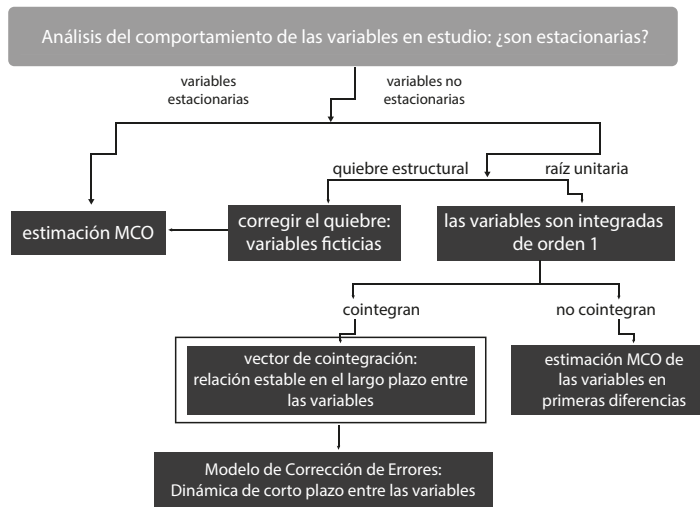 Análisis del comportamiento de las variables en estudio: ¿son estacionarias?
variables
estacionarias
variables no
estacionarias
quiebre estructural
raíz unitaria
estimación MCO
corregir el quiebre:
variables ficticias
las variables son integradas
de orden 1
cointegran
no cointegran
vector de cointegración:
relación estable en el largo plazo entre
las variables
estimación MCO de
las variables en
primeras diferencias
Modelo de Corrección de Errores:
Dinámica de corto plazo entre las variables